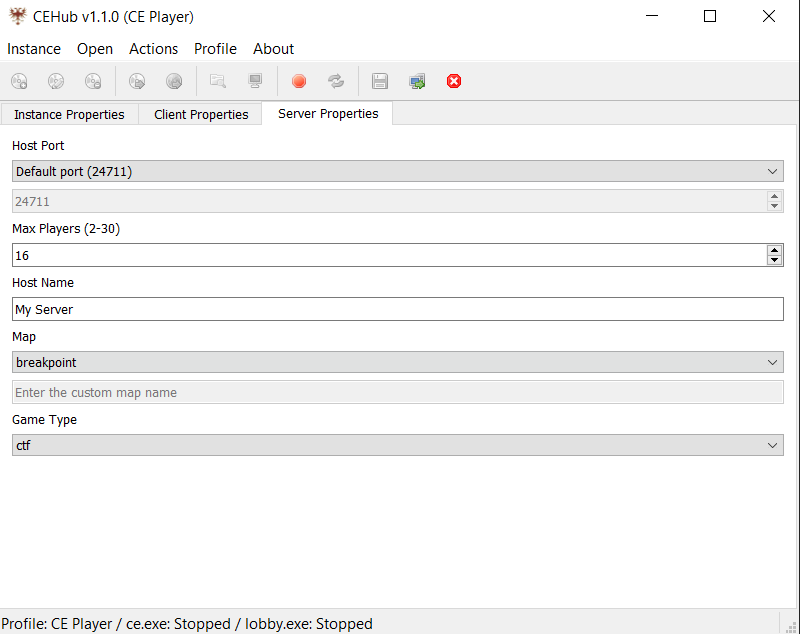 CEHub v1.1.0 (CE Player)
Instance Open Actions Profile About
Instance Properties Client Properties Server Properties
Host Port
Default port (24711)
24711
Max Players (2-30)
16
Host Name
My Server
Map
breakpoint
Enter the custom map name
Game Type
ctf
Profile: CE Player / ce.exe: Stopped / lobby.exe: Stopped